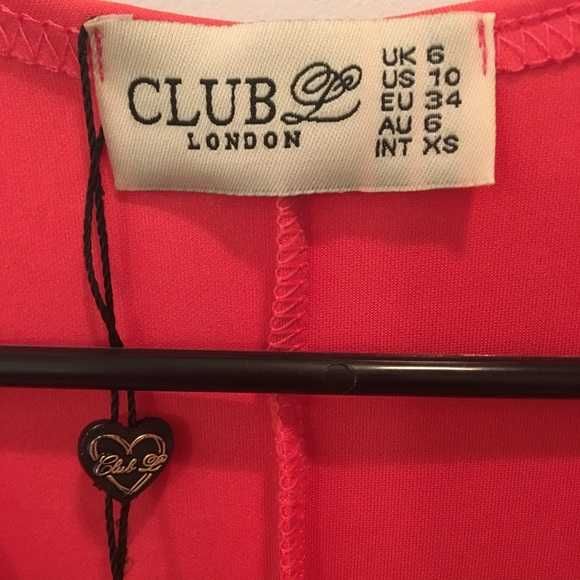 CLUB L
LONDON
UK 6
US 10
EU 34
AU 6
INT XS
Club L